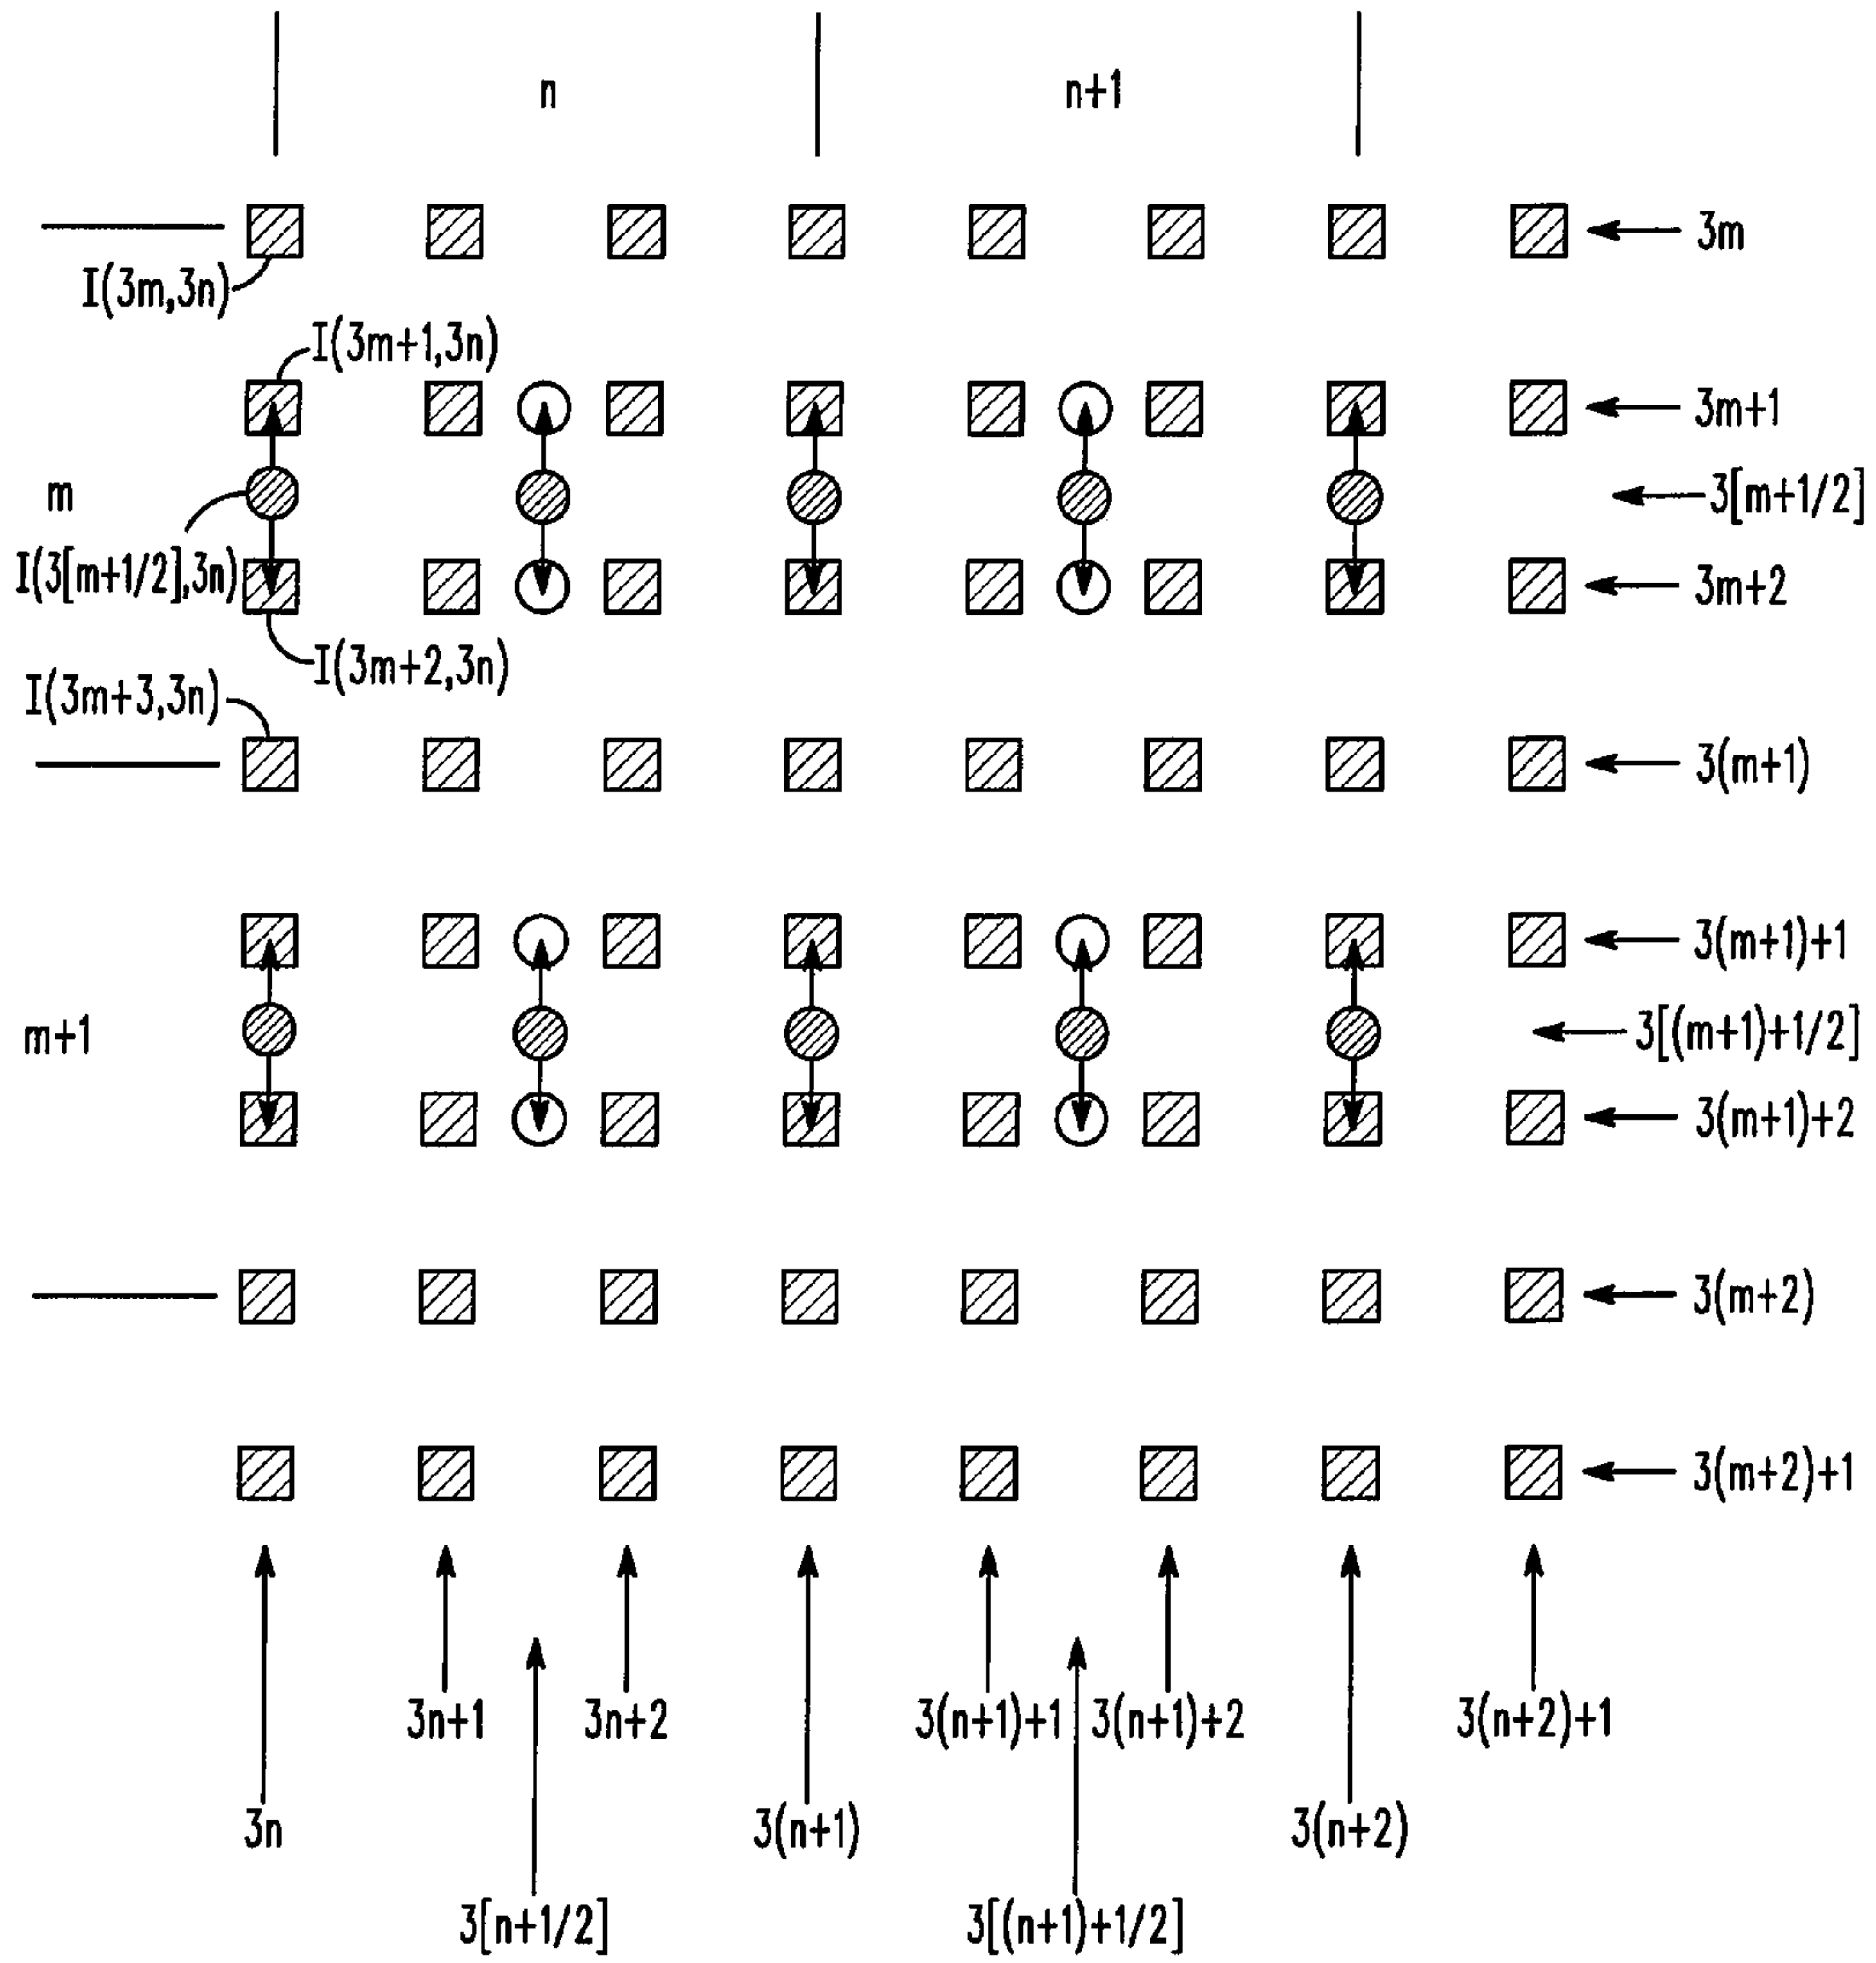 n
n+1
3m
I(3m,3n)
I(3m+1,3n)
3m+1
m
3[m+1/2]
I(3[m+1/2],3n)
3m+2
I(3m+2,3n)
I(3m+3,3n)
3(m+1)
3(m+1)+1
m+1
3[(m+1)+1/2]
3(m+1)+2
3(m+2)
3(m+2)+1
3n+1
3n+2
3(n+1)+1
3(n+1)+2
3(n+2)+1
3n
3(n+1)
3(n+2)
3[n+1/2]
3[(n+1)+1/2]